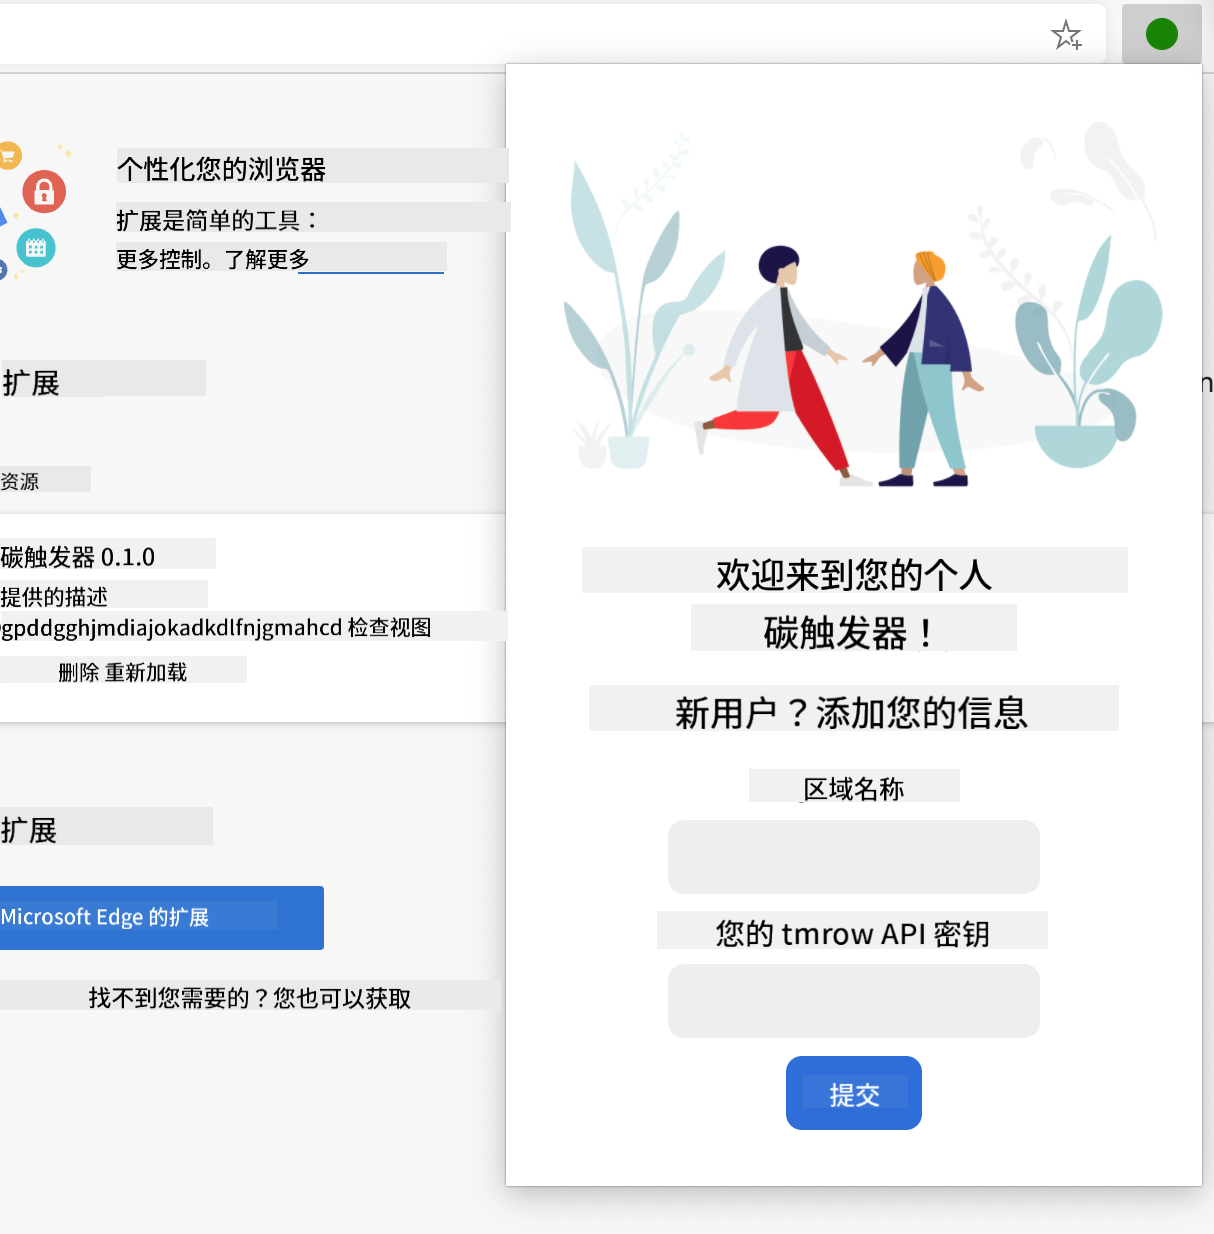 个性化您的浏览器
扩展是简单的工具：
更多控制。了解更多
扩展
资源
碳触发器 0.1.0
提供的描述
gpddgghjmdiajokadkdlfnjgmahcd 检查视图
删除 重新加载
扩展
Microsoft Edge 的扩展
找不到您需要的？您也可以获取
欢迎来到您的个人
碳触发器！
新用户？添加您的信息
区域名称
您的 tmrow API 密钥
提交